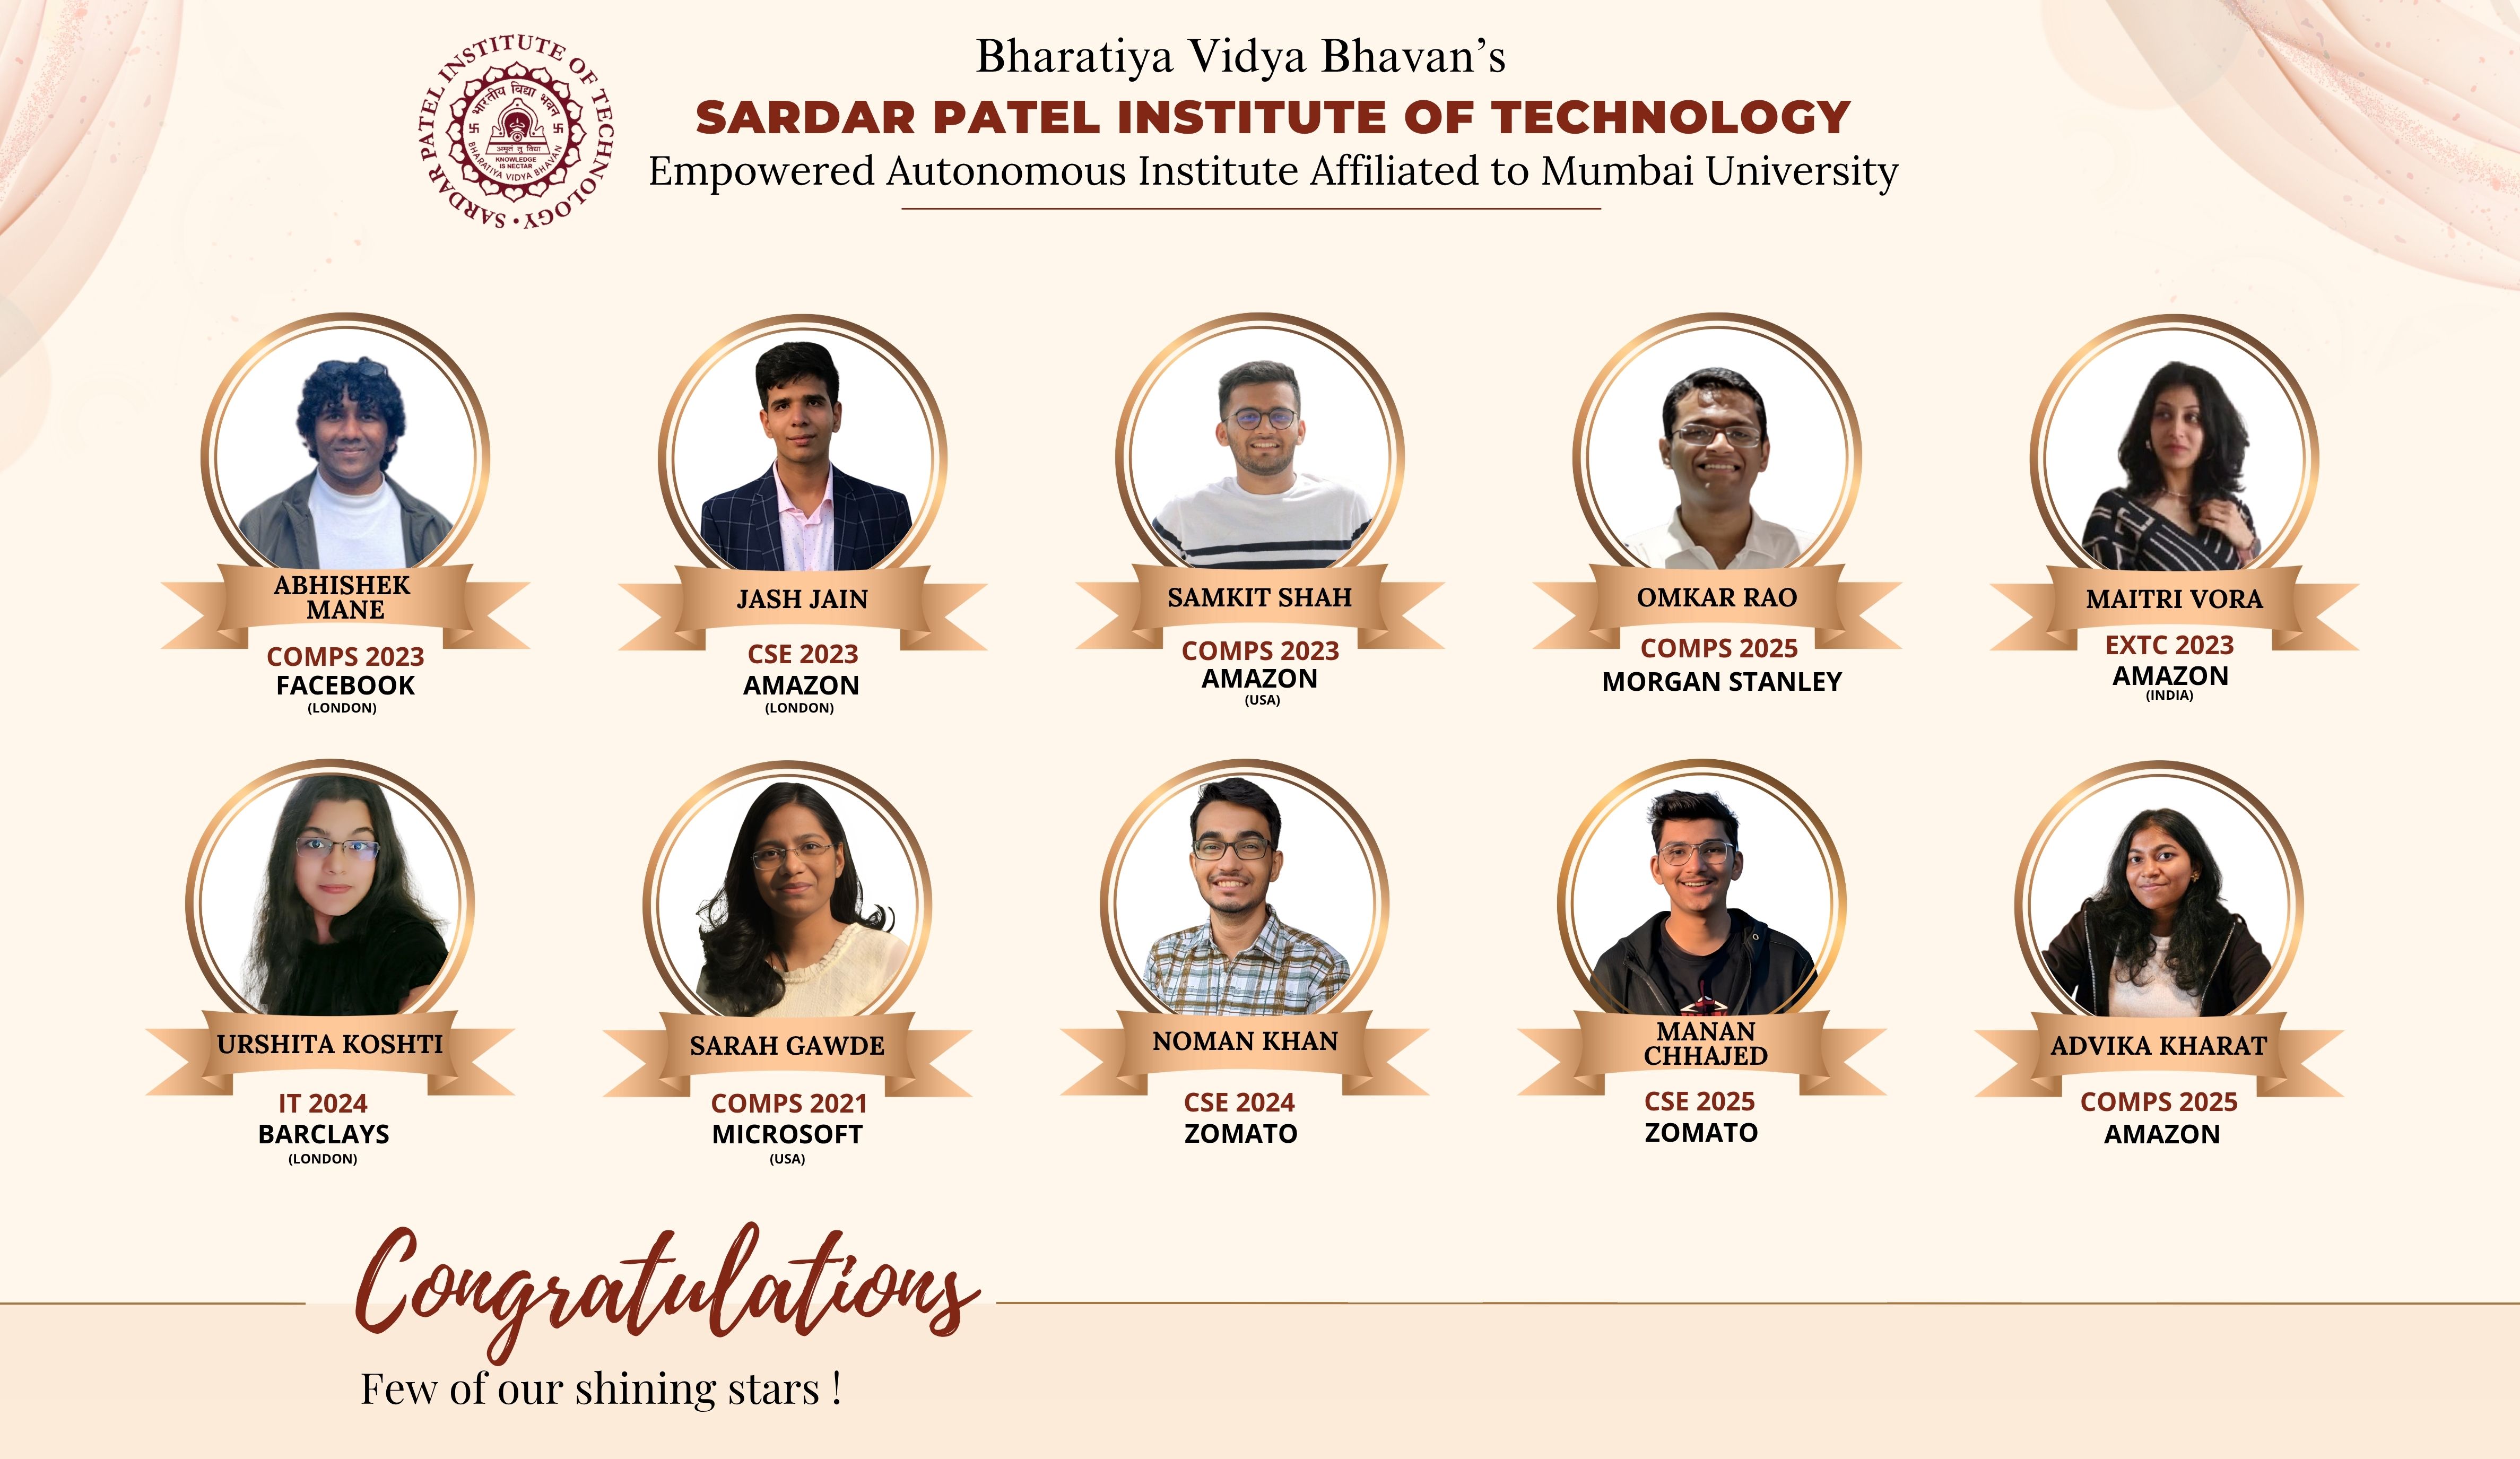 SARDAR PATEL INSTITUTE OF TECHNOLOGY •
भारतीय विद्या भवन
अमृतं तु विद्या
KNOWLEDGE
IS NECTAR
BHARATIYA VIDYA BHAVAN
Bharatiya Vidya Bhavan’s
SARDAR PATEL INSTITUTE OF TECHNOLOGY
Empowered Autonomous Institute Affiliated to Mumbai University
ABHISHEK
MANE
COMPS 2023
FACEBOOK
(LONDON)
JASH JAIN
CSE 2023
AMAZON
(LONDON)
SAMKIT SHAH
COMPS 2023
AMAZON
(USA)
OMKAR RAO
COMPS 2025
MORGAN STANLEY
MAITRI VORA
EXTC 2023
AMAZON
(INDIA)
URSHITA KOSHTI
IT 2024
BARCLAYS
(LONDON)
SARAH GAWDE
COMPS 2021
MICROSOFT
(USA)
NOMAN KHAN
CSE 2024
ZOMATO
MANAN
CHHAJED
CSE 2025
ZOMATO
ADVIKA KHARAT
COMPS 2025
AMAZON
Congratulations
Few of our shining stars !